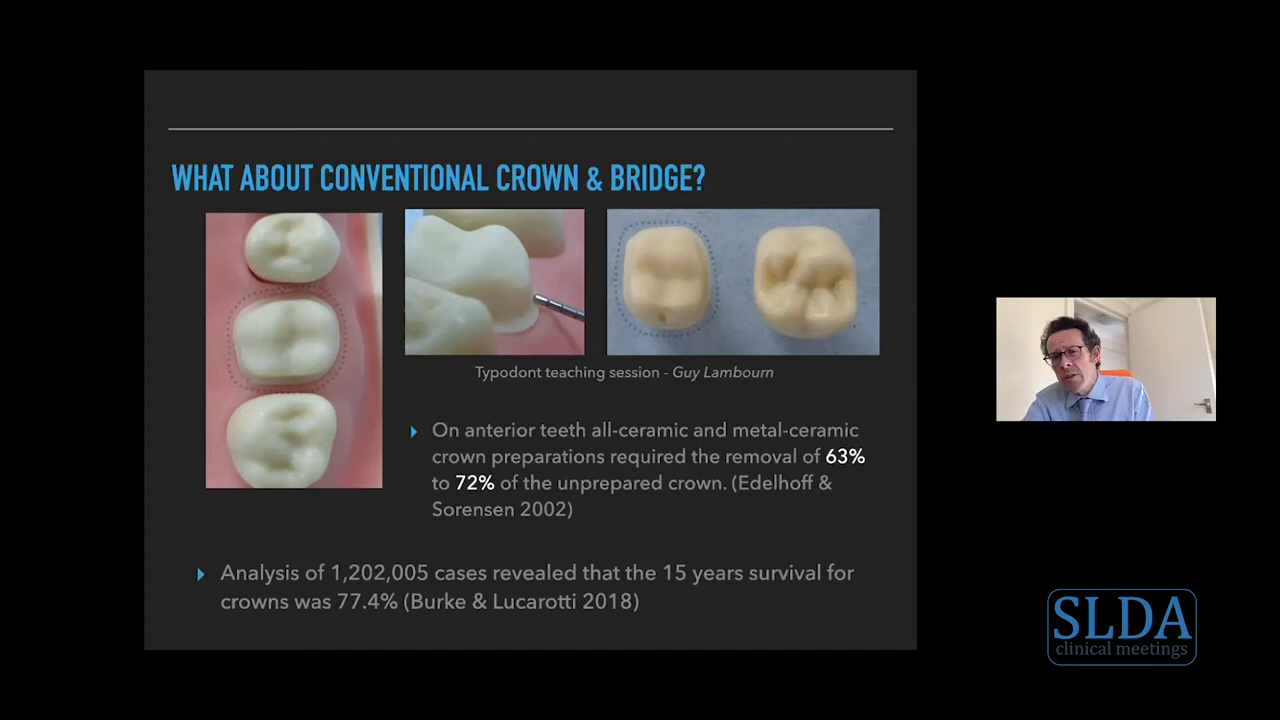 WHAT ABOUT CONVENTIONAL CROWN & BRIDGE?
Typodont teaching session - Guy Lambourn
On anterior teeth all-ceramic and metal-ceramic
crown preparations required the removal of 63%
to 72% of the unprepared crown. (Edelhoff &
Sorensen 2002)
Analysis of 1,202,005 cases revealed that the 15 years survival for
crowns was 77.4% (Burke & Lucarotti 2018)
SLDA
clinical meetings